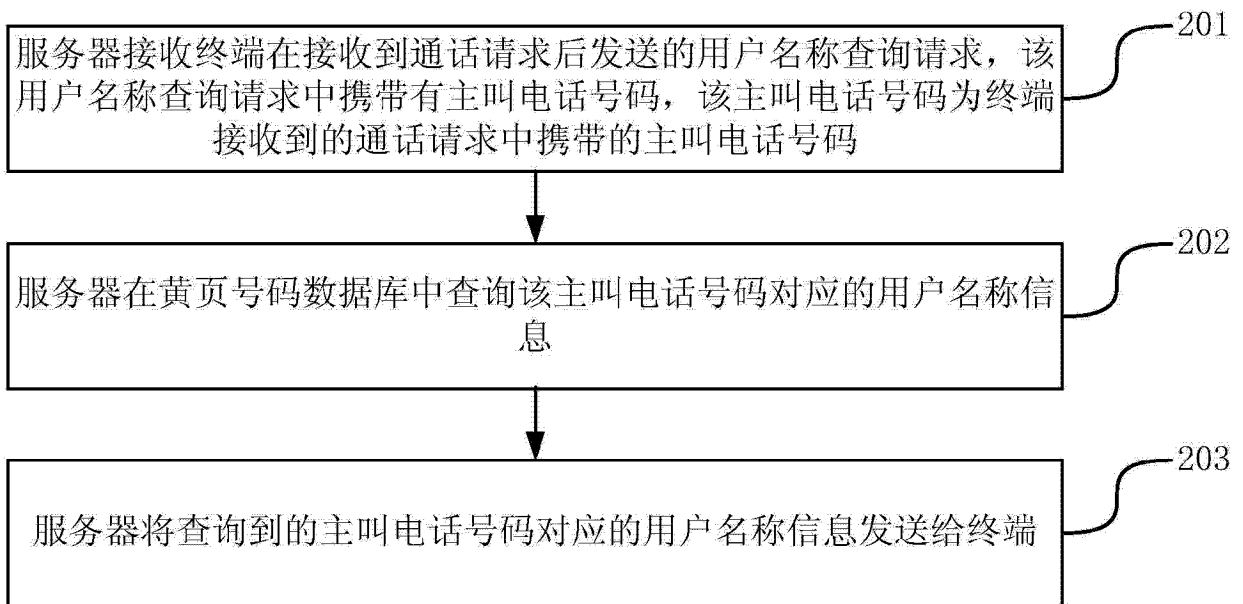 201
服务器接收终端在接收到通话请求后发送的用户名称查询请求，该
用户名称查询请求中携带有主叫电话号码，该主叫电话号码为终端
接收到的通话请求中携带的主叫电话号码
202
服务器在黄页号码数据库中查询该主叫电话号码对应的用户名称信
息
203
服务器将查询到的主叫电话号码对应的用户名称信息发送给终端